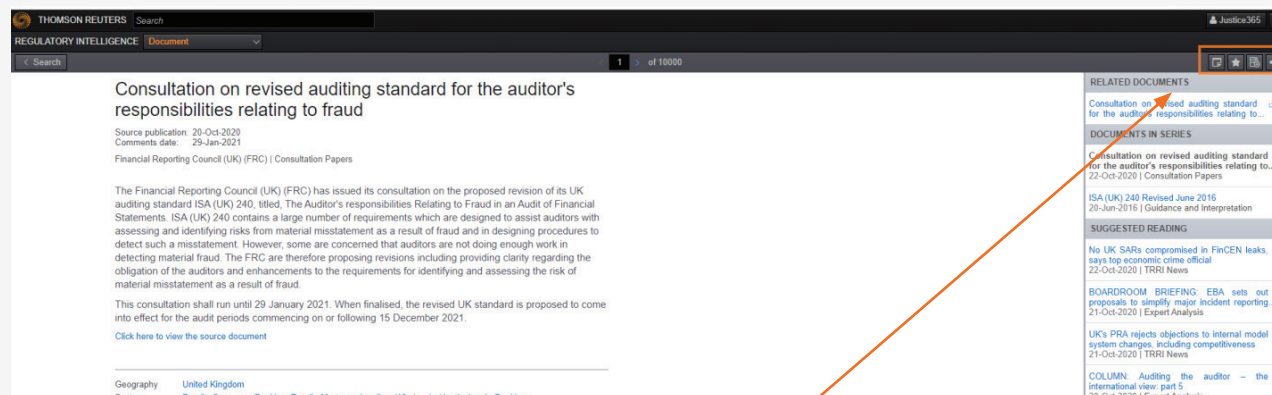 THOMSON REUTERS Search
Justice365
REGULATORY INTELLIGENCE Document
< Search
1 > of 10000
Consultation on revised auditing standard for the auditor's
responsibilities relating to fraud
Source publication: 20-Oct-2020
Comments date: 29-Jan-2021
Financial Reporting Council (UK) (FRC) | Consultation Papers
The Financial Reporting Council (UK) (FRC) has issued its consultation on the proposed revision of its UK
auditing standard ISA (UK) 240, titled, The Auditor's responsibilities Relating to Fraud in an Audit of Financial
Statements. ISA (UK) 240 contains a large number of requirements which are designed to assist auditors with
assessing and identifying risks from material misstatement as a result of fraud and in designing procedures to
detect such a misstatement. However, some are concerned that auditors are not doing enough work in
detecting material fraud. The FRC are therefore proposing revisions including providing clarity regarding the
obligation of the auditors and enhancements to the requirements for identifying and assessing the risk of
material misstatement as a result of fraud.
This consultation shall run until 29 January 2021. When finalised, the revised UK standard is proposed to come
into effect for the audit periods commencing on or following 15 December 2021.
Click here to view the source document
Geography United Kingdom
RELATED DOCUMENTS
Consultation on revised auditing standard
for the auditor's responsibilities relating to...
DOCUMENTS IN SERIES
Consultation on revised auditing standard
for the auditor's responsibilities relating to..
22-Oct-2020 | Consultation Papers
ISA (UK) 240 Revised June 2016
20-Jun-2016 | Guidance and Interpretation
SUGGESTED READING
No UK SARs compromised in FinCEN leaks,
says top economic crime official
22-Oct-2020 | TRRI News
BOARDROOM BRIEFING: EBA sets out
proposals to simplify major incident reporting..
21-Oct-2020 | Expert Analysis
UK's PRA rejects objections to internal model
system changes, including competitiveness
21-Oct-2020 | TRRI News
COLUMN: Auditing the auditor – the
international view: part 5